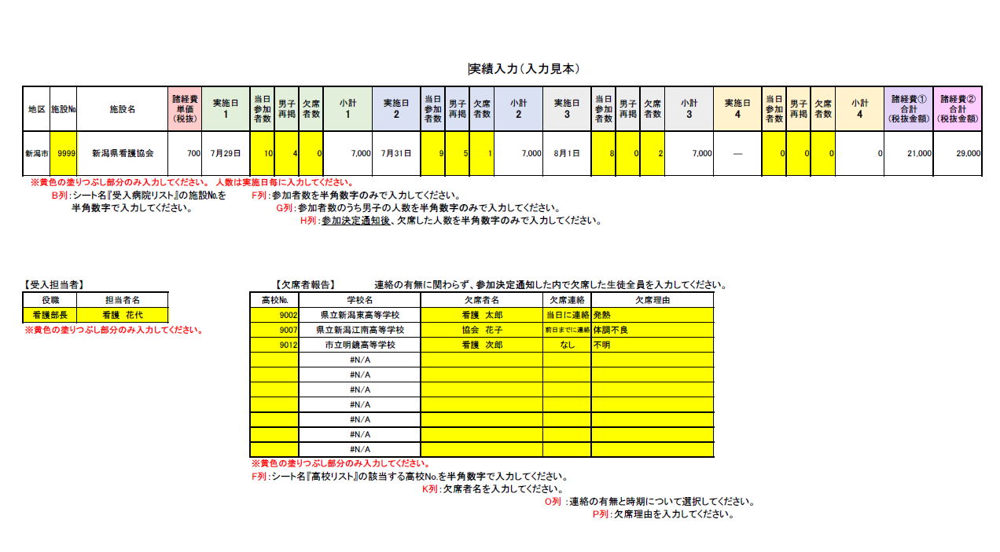 実績入力（入力見本）
地区 施設No. 施設名 諸経費単価（税抜） 実施日1 当日参加者数 男子再掲 欠席者数 小計1 実施日2 当日参加者数 男子再掲 欠席者数 小計2 実施日3 当日参加者数 男子再掲 欠席者数 小計3 実施日4 当日参加者数 男子再掲 欠席者数 小計4 諸経費①合計（税抜金額） 諸経費②合計（税抜金額）
新潟市 9999 新潟県看護協会 700 7月29日 10 4 0 7,000 7月31日 9 5 1 7,000 8月1日 8 0 2 7,000 ― 0 0 0 0 21,000 29,000
※黄色の塗りつぶし部分のみ入力してください。 人数は実施日毎に入力してください。
B列：シート名『受入病院リスト』の施設No.を F列：参加者数を半角数字のみで入力してください。
半角数字で入力してください。 G列：参加者数のうち男子の人数を半角数字のみで入力してください。
H列：参加決定通知後、欠席した人数を半角数字のみで入力してください。
【受入担当者】 【欠席者報告】 連絡の有無に関わらず、参加決定通知した内で欠席した生徒全員を入力してください。
役職 担当者名 高校No. 学校名 欠席者名 欠席連絡 欠席理由
看護部長 看護 花代 9002 県立新潟東高等学校 看護 太郎 当日に連絡 発熱
※黄色の塗りつぶし部分のみ入力してください。 9007 県立新潟江南高等学校 協会 花子 前日までに連絡 体調不良
9012 市立明鏡高等学校 看護 次郎 なし 不明
#N/A
#N/A
#N/A
#N/A
#N/A
#N/A
#N/A
※黄色の塗りつぶし部分のみ入力してください。
F列：シート名『高校リスト』の該当する高校No.を半角数字で入力してください。
K列：欠席者名を入力してください。
O列 ：連絡の有無と時期について選択してください。
P列：欠席理由を入力してください。